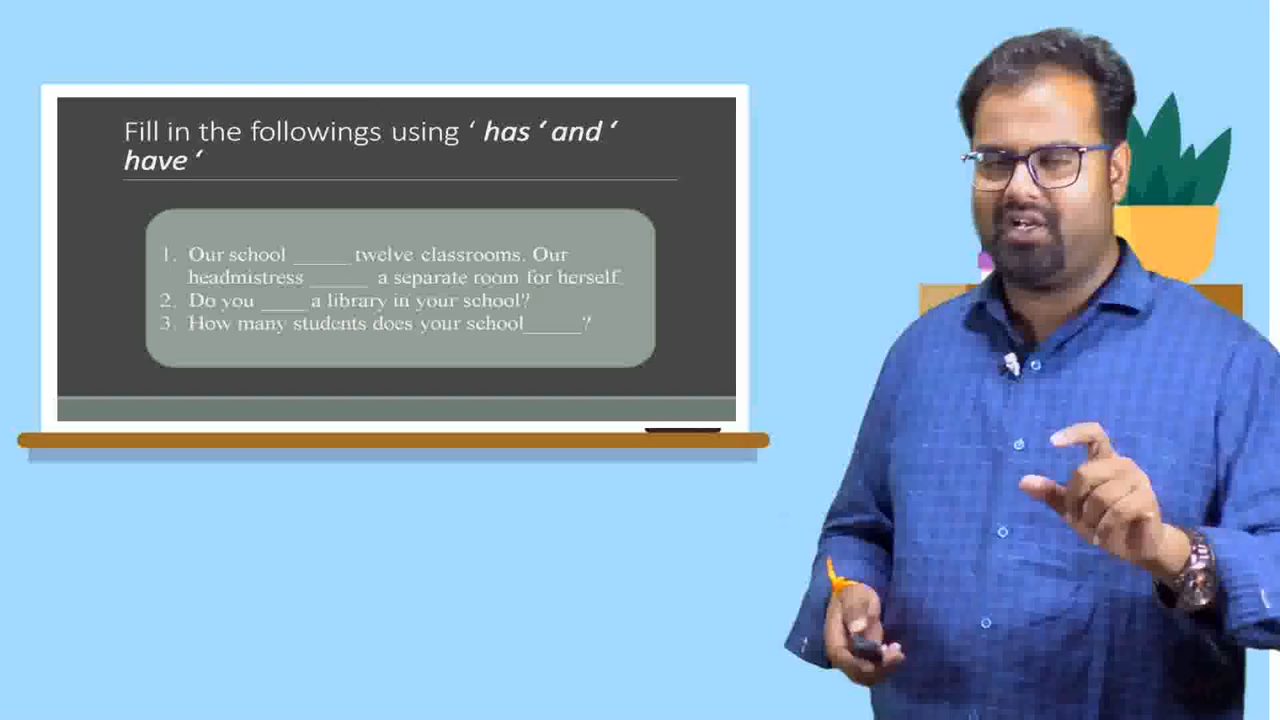 Fill in the followings using ‘ has ‘ and ‘
have ‘
1. Our school _____ twelve classrooms. Our
headmistress _____ a separate room for herself.
2. Do you ____ a library in your school?
3. How many students does your school_____?